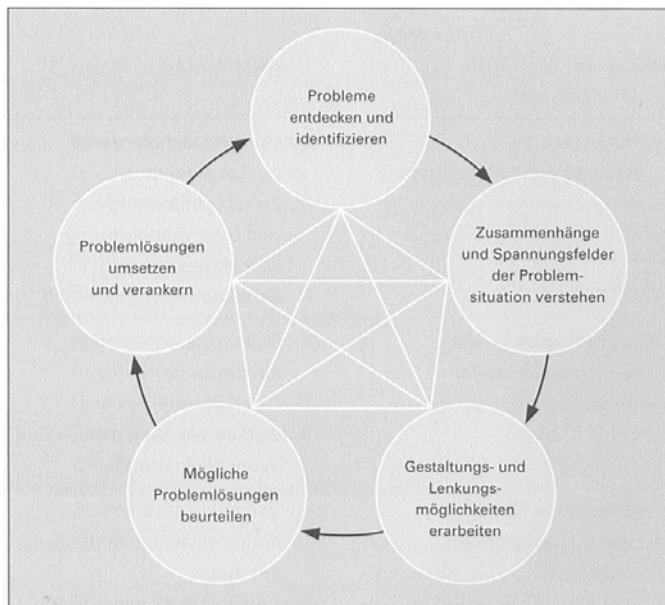 Probleme
entdecken und
identifizieren
Zusammenhänge
und Spannungsfelder
der Problem-
situation verstehen
Gestaltungs- und
Lenkungs-
möglichkeiten
erarbeiten
Mögliche
Problemlösungen
beurteilen
Problemlösungen
umsetzen
und verankern